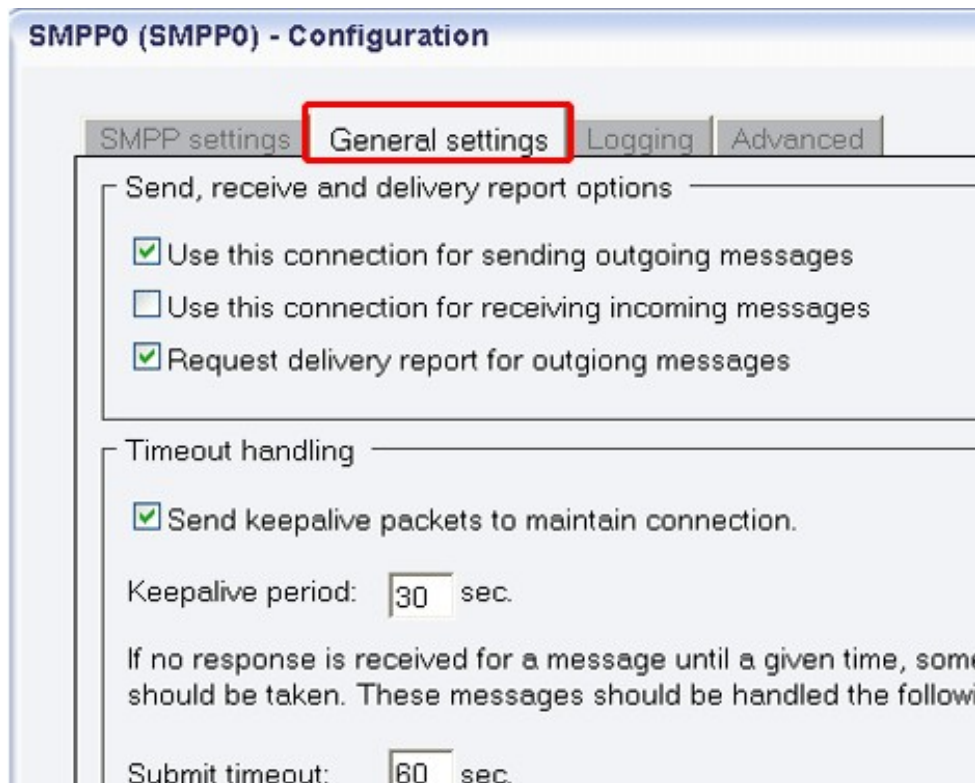 SMPP0 (SMPP0) - Configuration
SMPP settings General settings Logging Advanced
Send, receive and delivery report options
Use this connection for sending outgoing messages
Use this connection for receiving incoming messages
Request delivery report for outgiong messages
Timeout handling
Send keepalive packets to maintain connection.
Keepalive period: 30 sec.
If no response is received for a message until a given time, some
should be taken. These messages should be handled the followi
Submit timeout: 60 sec.